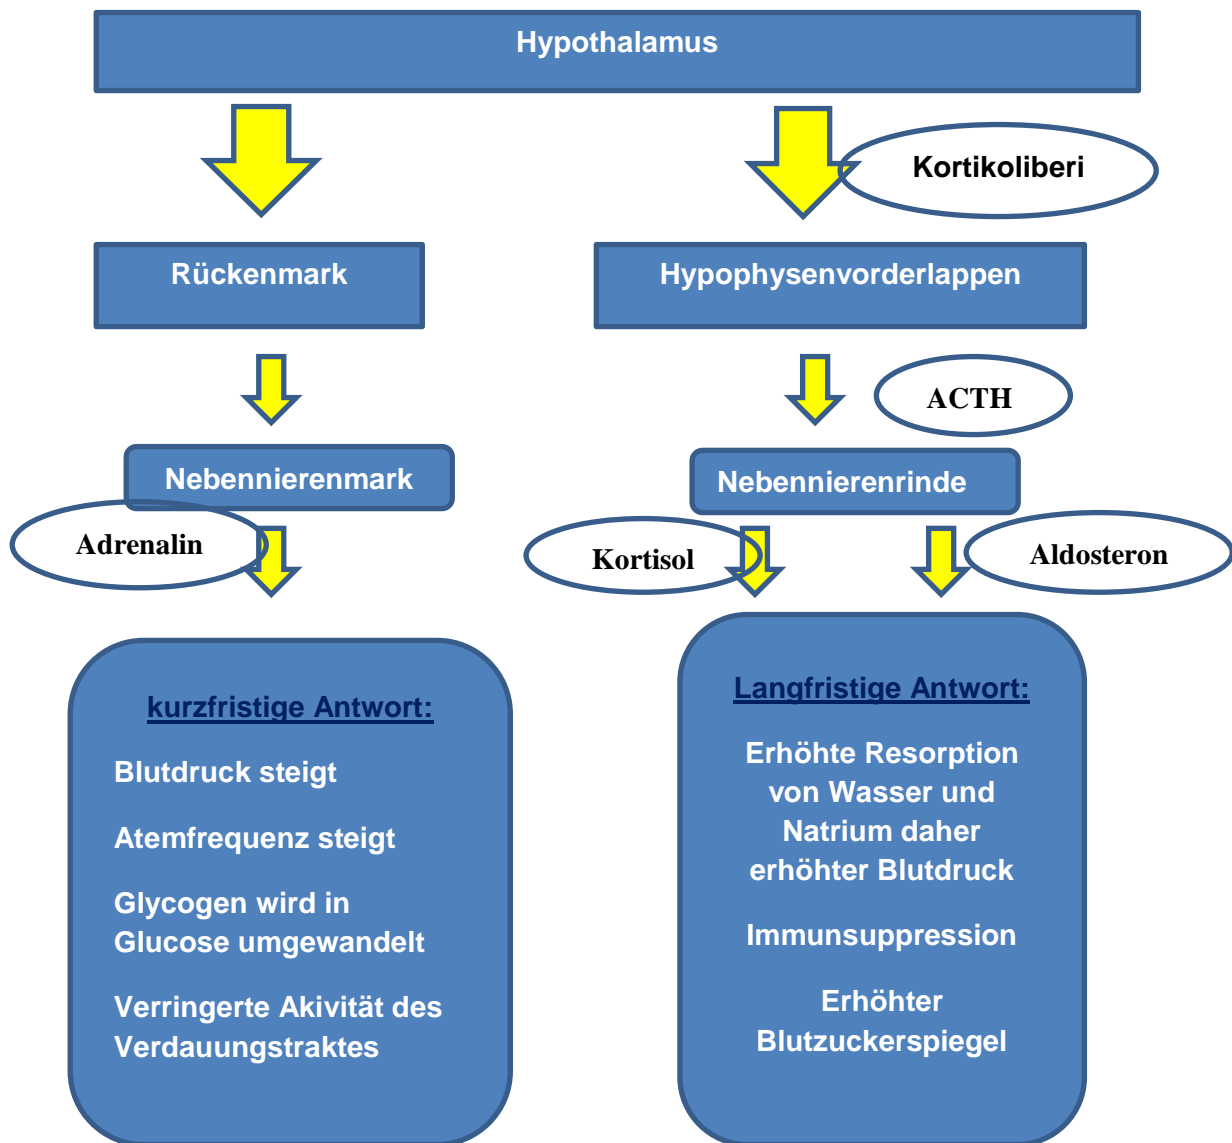 Hypothalamus
Kortikoliberi
Rückenmark
Hypophysenvorderlappen
ACTH
Nebennierenmark
Nebennierenrinde
Adrenalin
Kortisol
Aldosteron
kurzfristige Antwort:
Blutdruck steigt
Atemfrequenz steigt
Glycogen wird in
Glucose umgewandelt
Verringerte Akivität des
Verdauungstraktes
Langfristige Antwort:
Erhöhte Resorption
von Wasser und
Natrium daher
erhöhter Blutdruck
Immunsuppression
Erhöhter
Blutzuckerspiegel